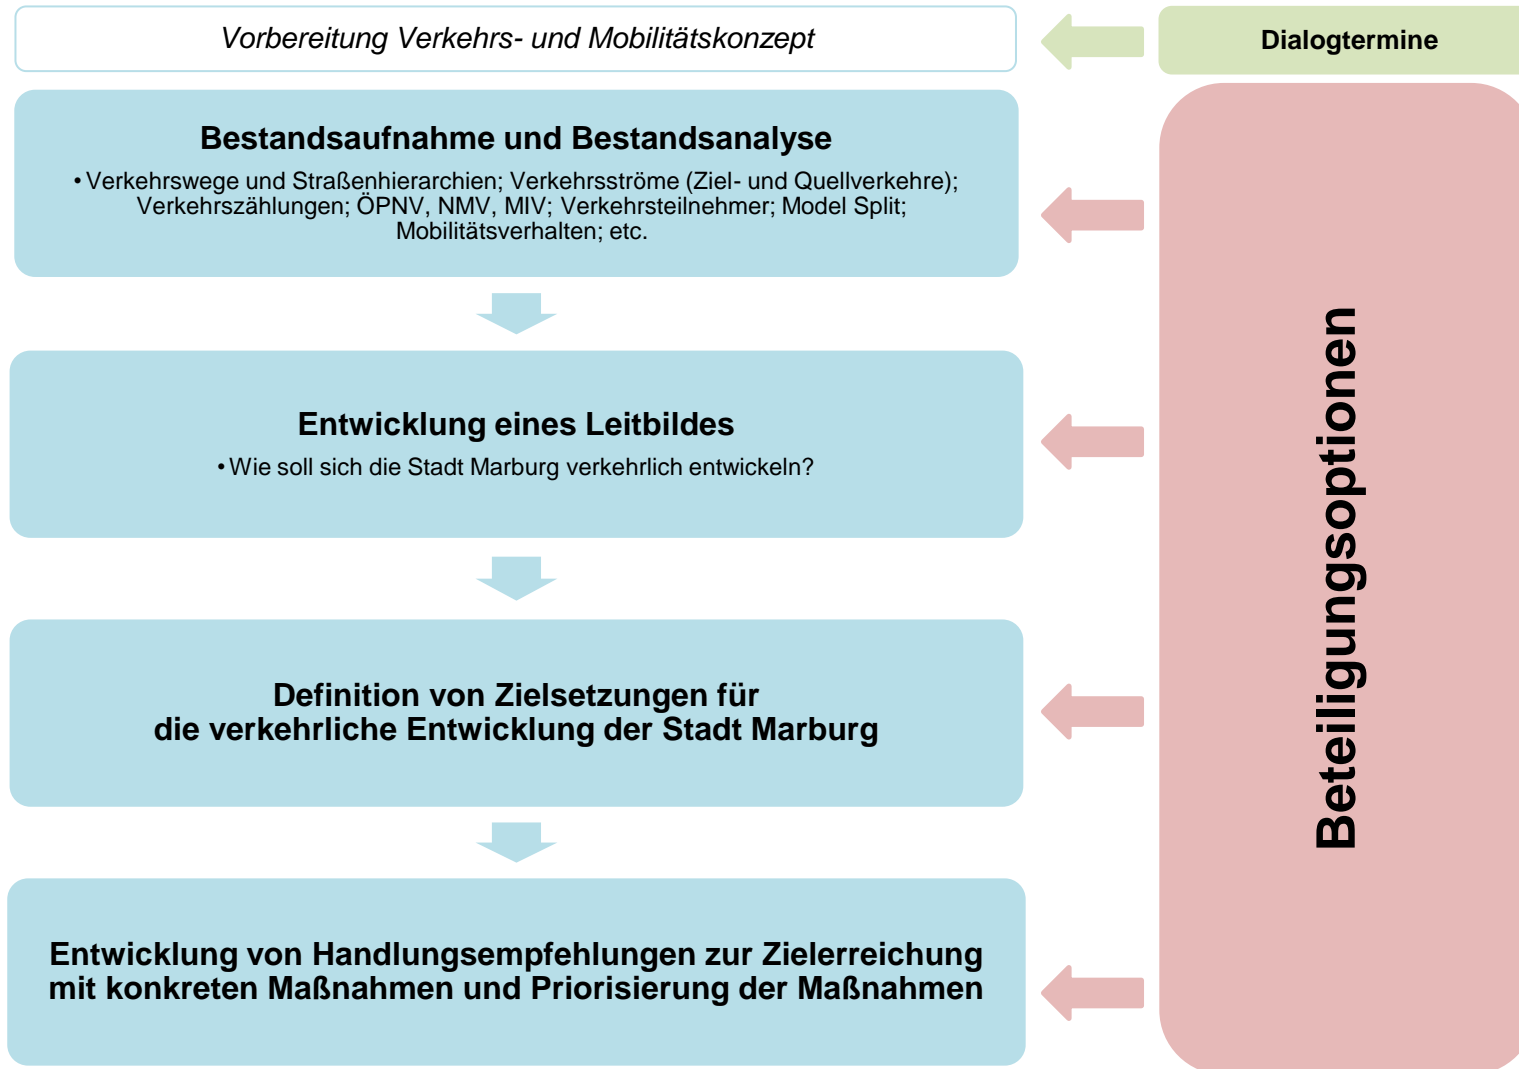 Vorbereitung Verkehrs- und Mobilitätskonzept
Dialogtermine
Bestandsaufnahme und Bestandsanalyse
• Verkehrswege und Straßenhierarchien; Verkehrsströme (Ziel- und Quellverkehre);
Verkehrszählungen; ÖPNV, NMV, MIV; Verkehrsteilnehmer; Model Split;
Mobilitätsverhalten; etc.
Entwicklung eines Leitbildes
• Wie soll sich die Stadt Marburg verkehrlich entwickeln?
Definition von Zielsetzungen für
die verkehrliche Entwicklung der Stadt Marburg
Entwicklung von Handlungsempfehlungen zur Zielerreichung
mit konkreten Maßnahmen und Priorisierung der Maßnahmen
Beteiligungsoptionen